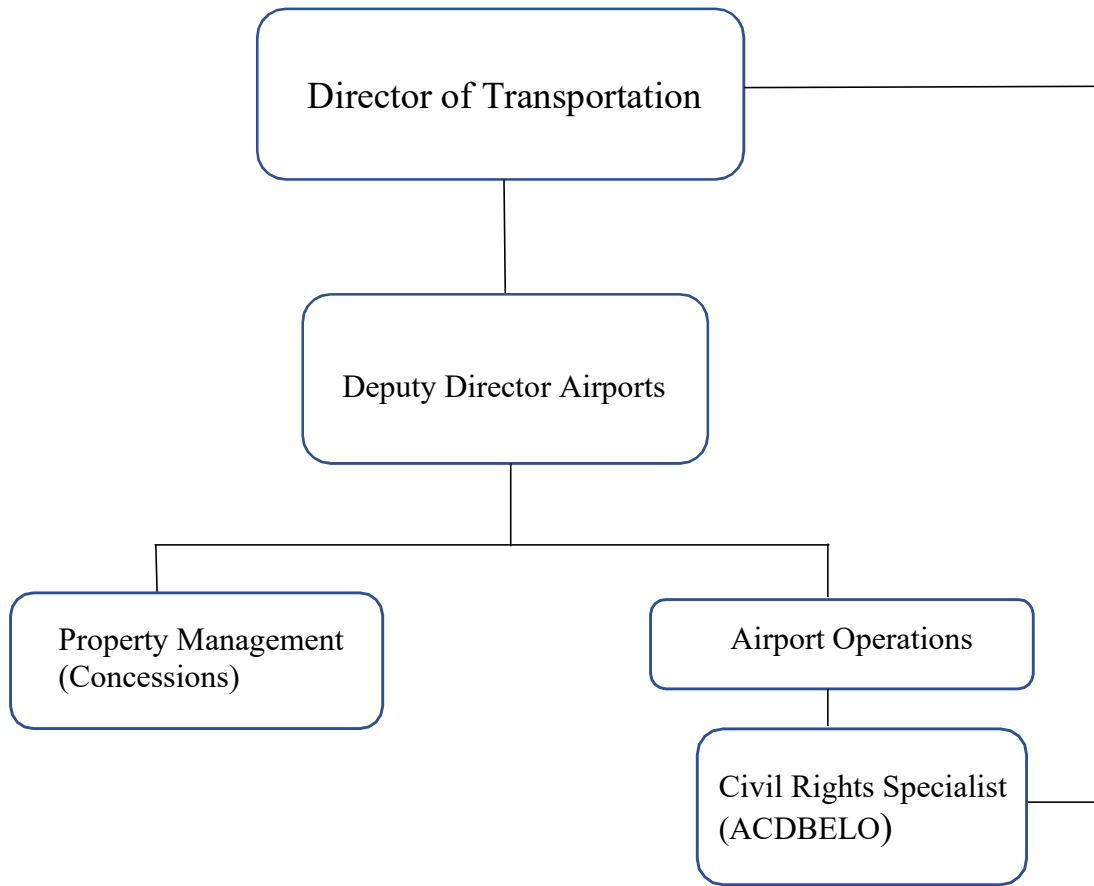 Director of Transportation
Deputy Director Airports
Property Management
(Concessions)
Airport Operations
Civil Rights Specialist
(ACDBELO)